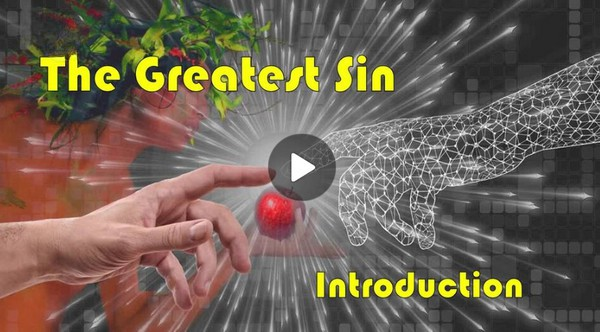 The Greatest Sin
Introduction